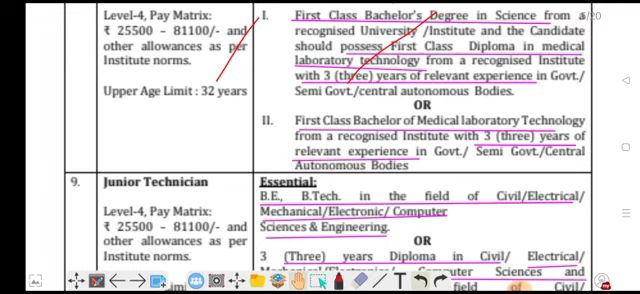 Level-4, Pay Matrix:
₹ 25500 - 81100/- and
other allowances as per
Institute norms.
Upper Age Limit : 32 years
I. First Class Bachelor's Degree in Science from a
recognised University /Institute and the Candidate
should possess First Class Diploma in medical
laboratory technology from a recognised Institute
with 3 (three) years of relevant experience in Govt./
Semi Govt./central autonomous Bodies.
OR
II. First Class Bachelor of Medical laboratory Technology
from a recognised Institute with 3 (three) years of
relevant experience in Govt./ Semi Govt./Central
Autonomous Bodies
9. Junior Technician
Level-4, Pay Matrix:
₹ 25500 - 81100/- and
other allowances as per
Institute norms.
Essential:
B.E., B.Tech. in the field of Civil/Electrical/
Mechanical/Electronic/ Computer
Sciences & Engineering.
OR
3 (Three) years Diploma in Civil/ Electrical/
Computer Sciences and
field of Civil/
/20
T